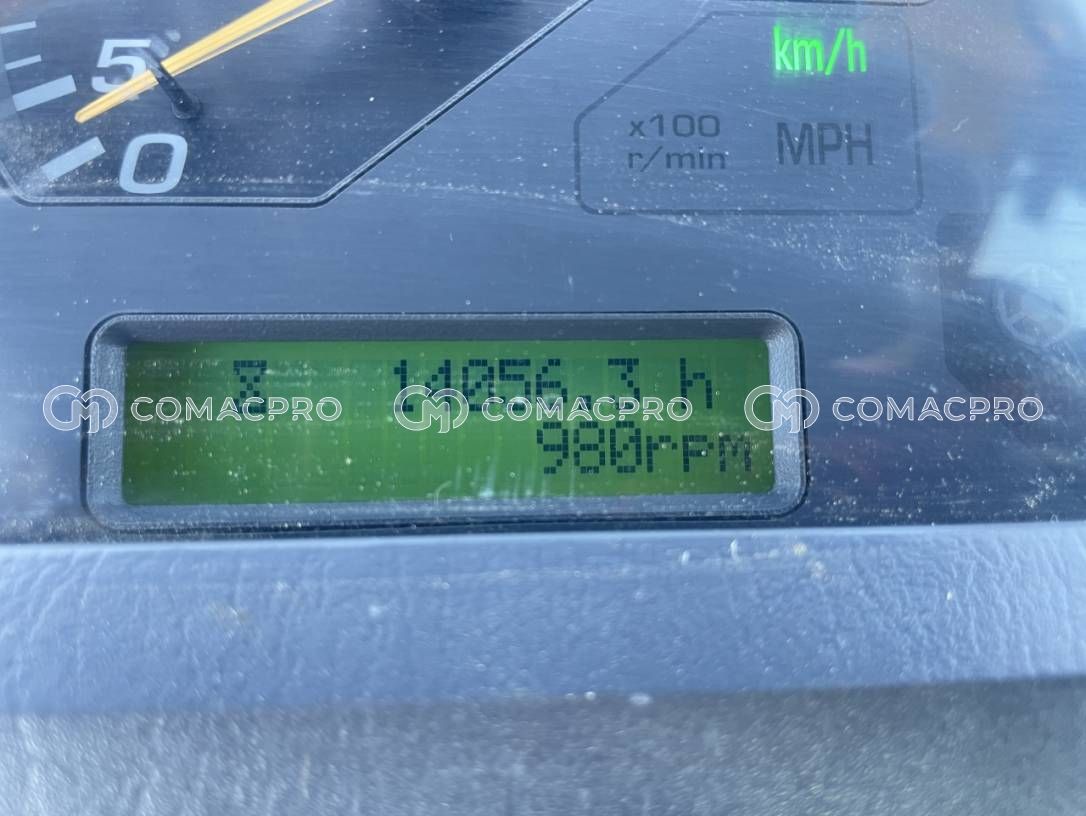 km/h
5
x100
r/min MPH
0
14056.3 h
COMACPRO COMACPRO COMACPRO
980rpm